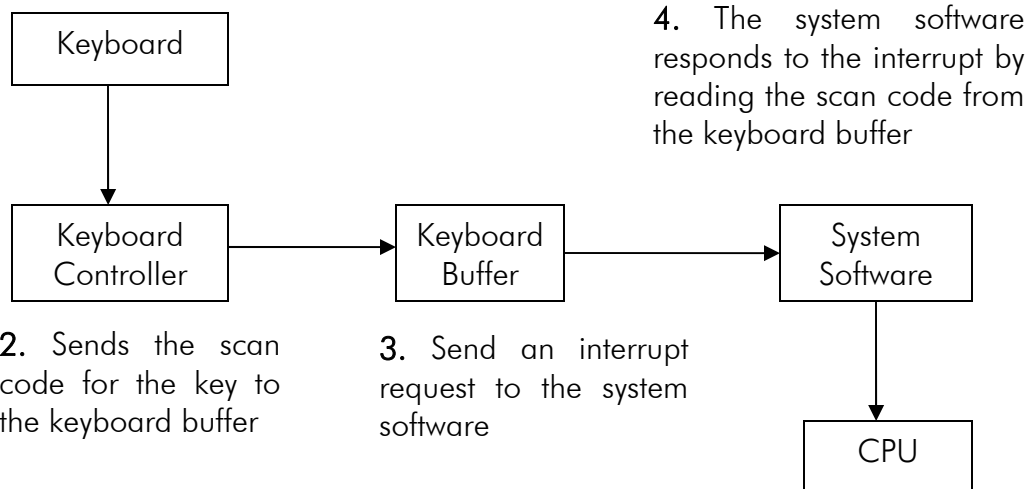 Keyboard
4. The system software
responds to the interrupt by
reading the scan code from
the keyboard buffer
Keyboard
Controller
Keyboard
Buffer
System
Software
2. Sends the scan
code for the key to
the keyboard buffer
3. Send an interrupt
request to the system
software
CPU